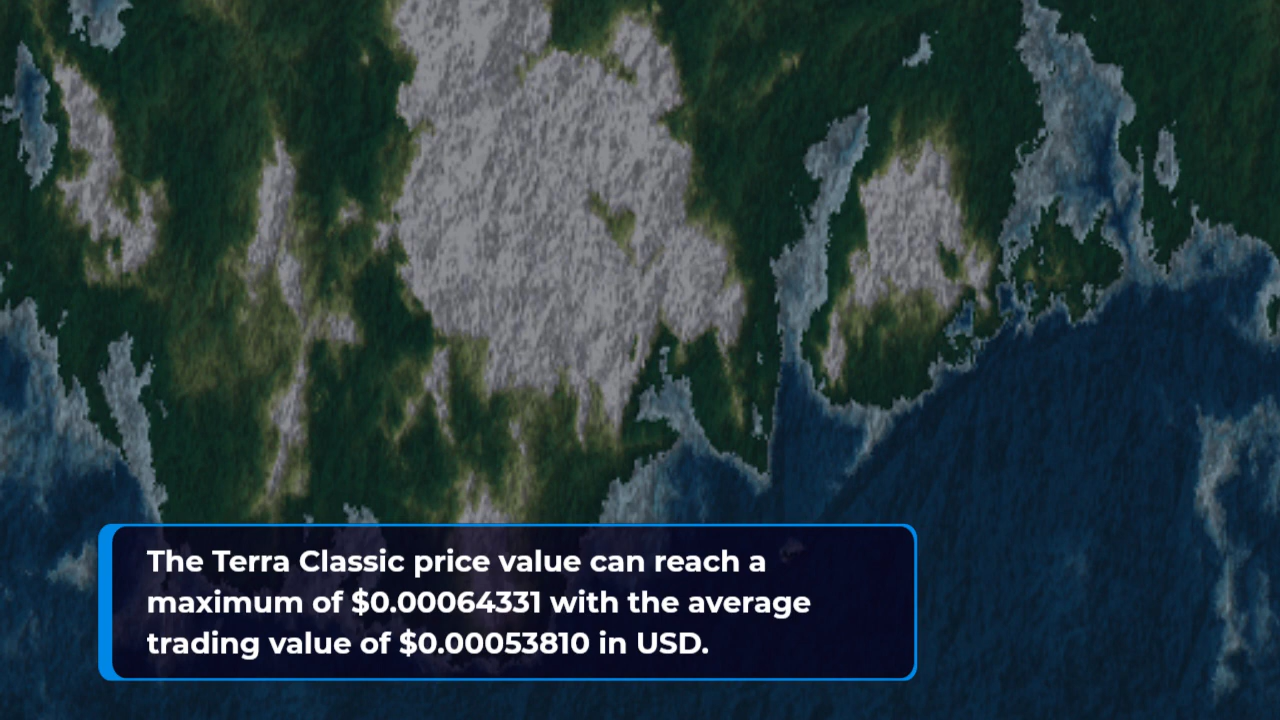 The Terra Classic price value can reach a
maximum of $0.00064331 with the average
trading value of $0.00053810 in USD.